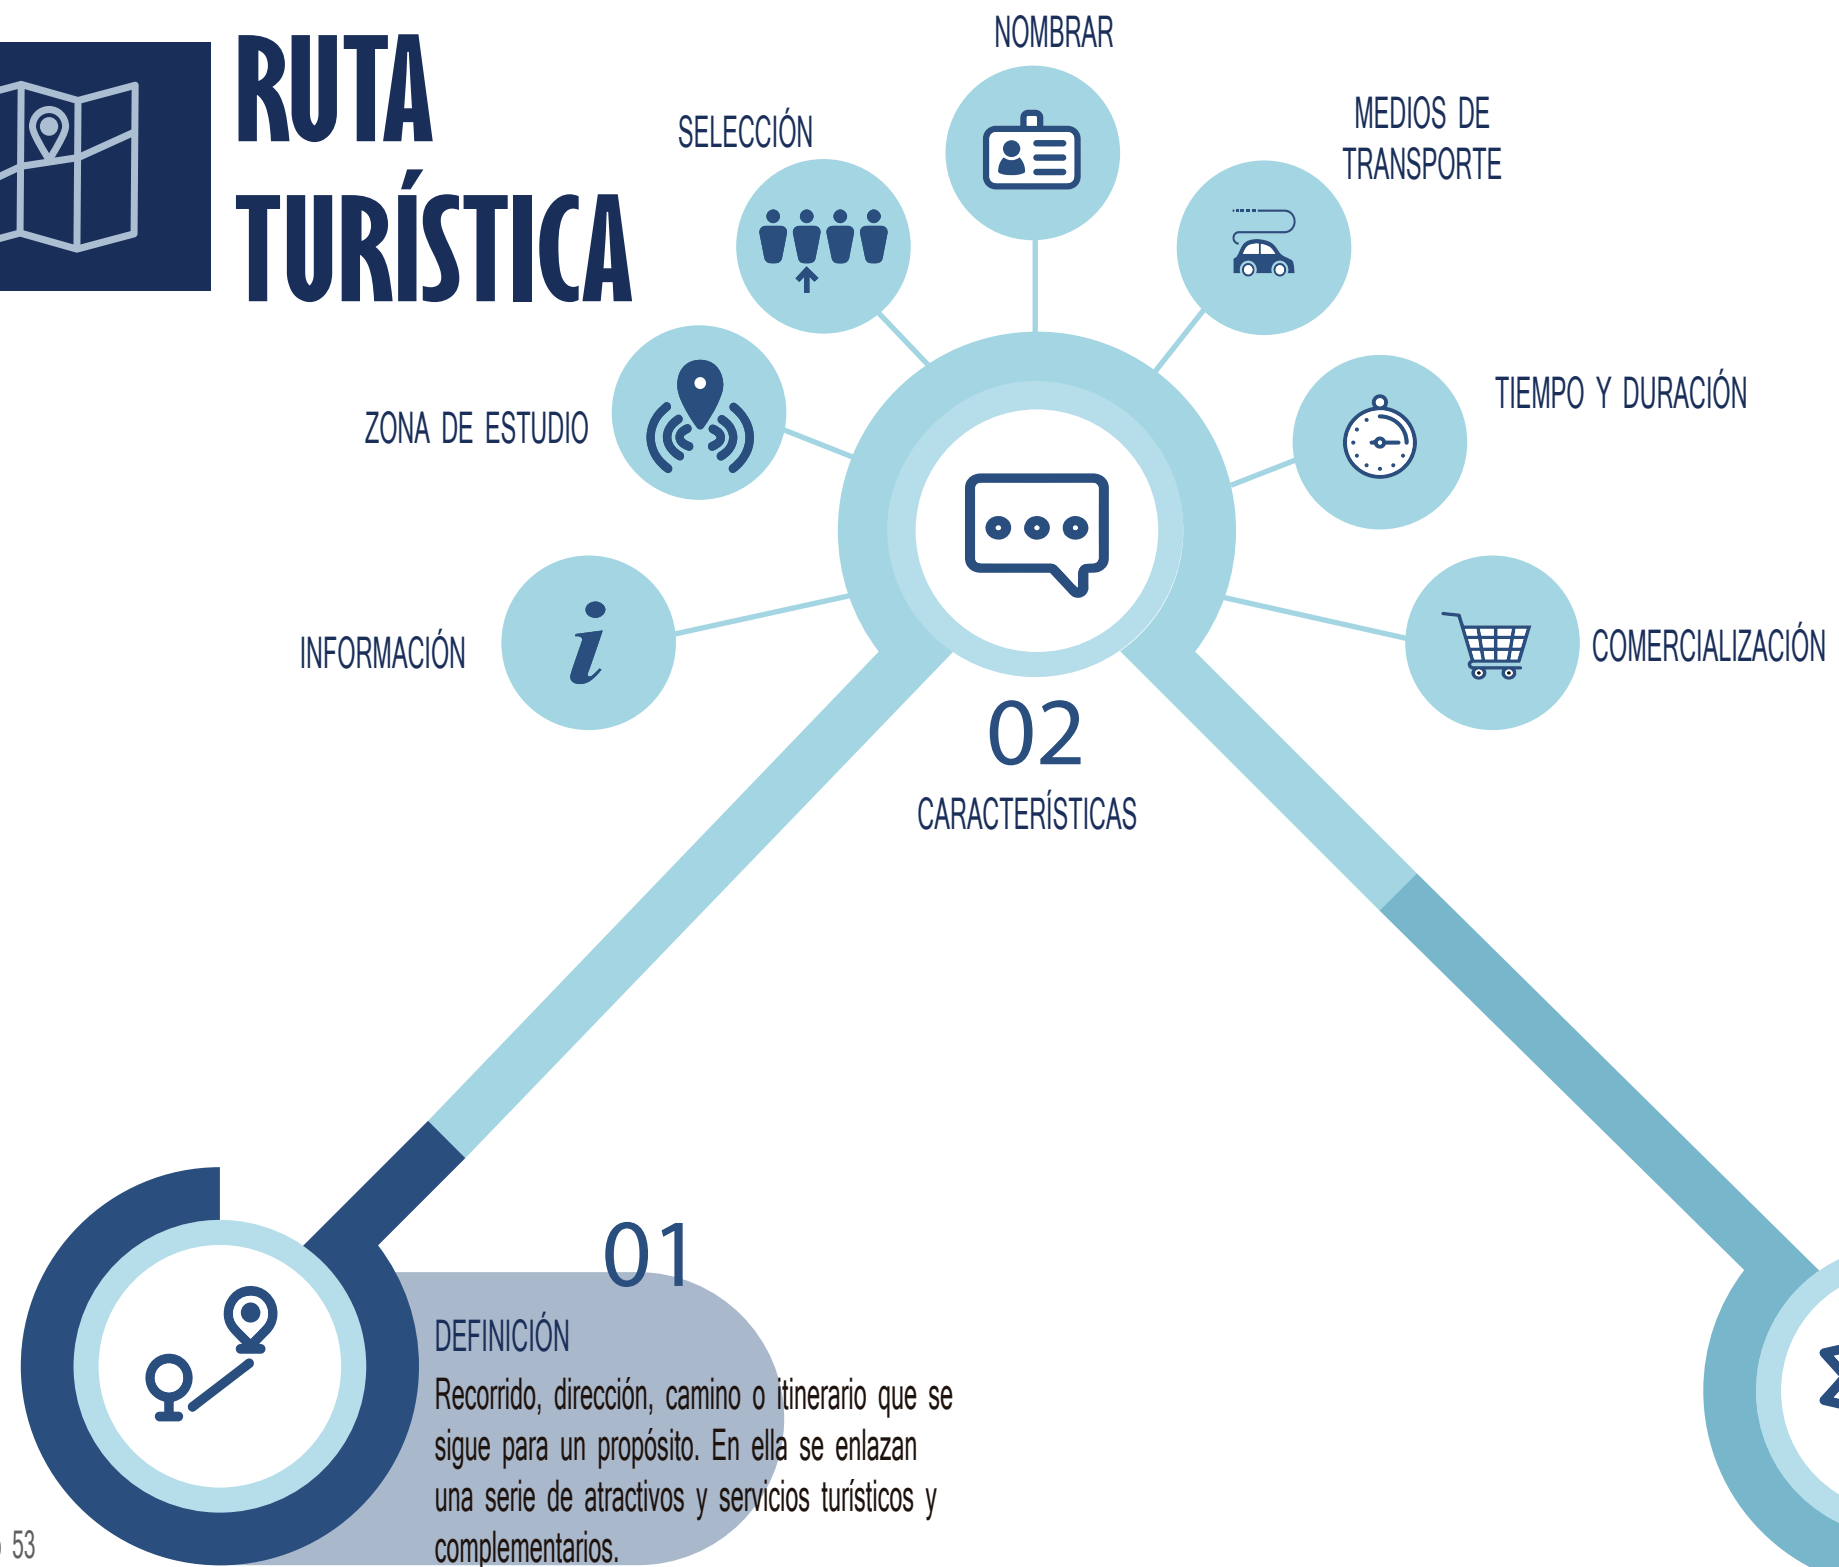 RUTA
TURÍSTICA
NOMBRAR
SELECCIÓN
MEDIOS DE
TRANSPORTE
ZONA DE ESTUDIO
TIEMPO Y DURACIÓN
INFORMACIÓN
COMERCIALIZACIÓN
02
CARACTERÍSTICAS
01
DEFINICIÓN
Recorrido, dirección, camino o itinerario que se
sigue para un propósito. En ella se enlazan
una serie de atractivos y servicios turísticos y
complementarios.
53